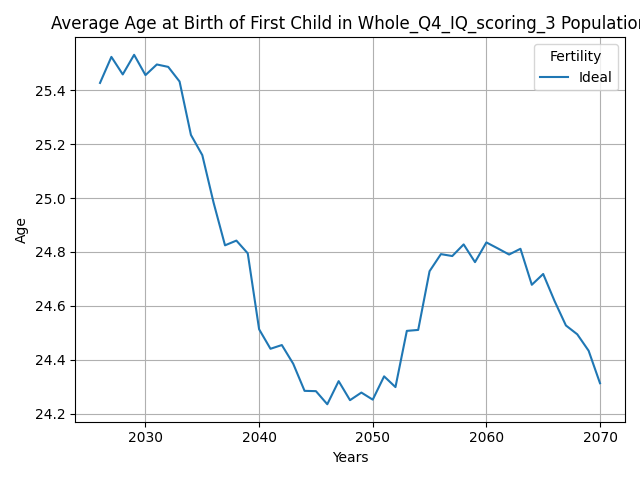 Average Age at Birth of First Child in Whole_Q4_IQ_scoring_3 Population
Fertility
Ideal
25.4
25.2
25.0
24.8
24.6
24.4
24.2
Age
2030 2040 2050 2060 2070
Years